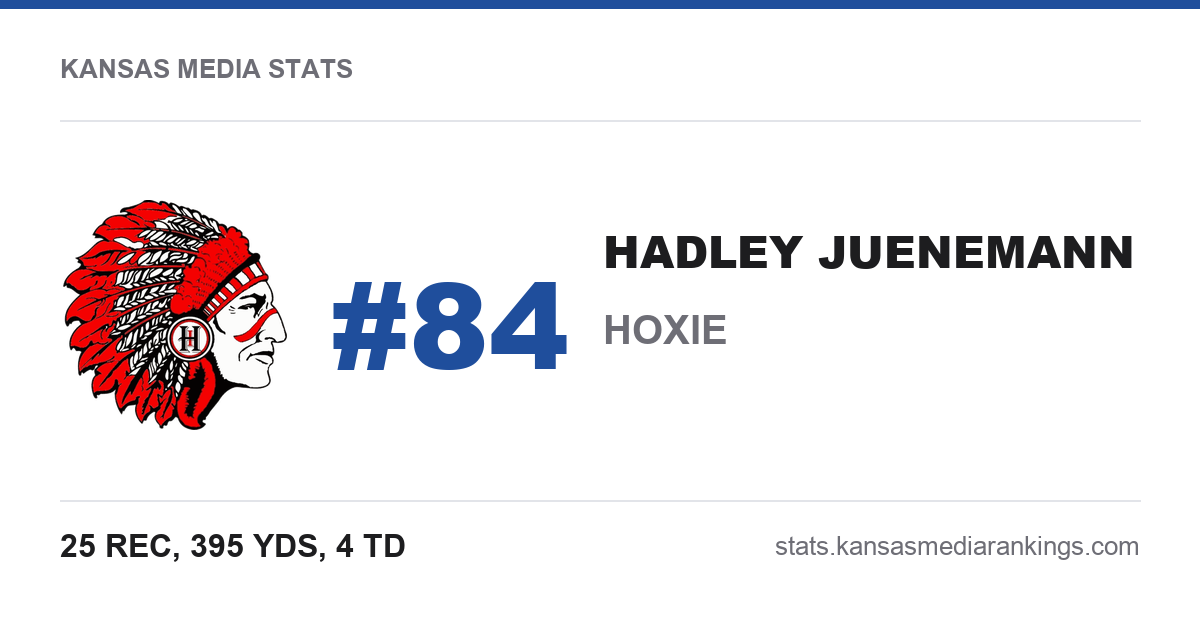 KANSAS MEDIA STATS
H
#84
HADLEY JUENEMANN
HOXIE
25 REC, 395 YDS, 4 TD
stats.kansasmediarankings.com